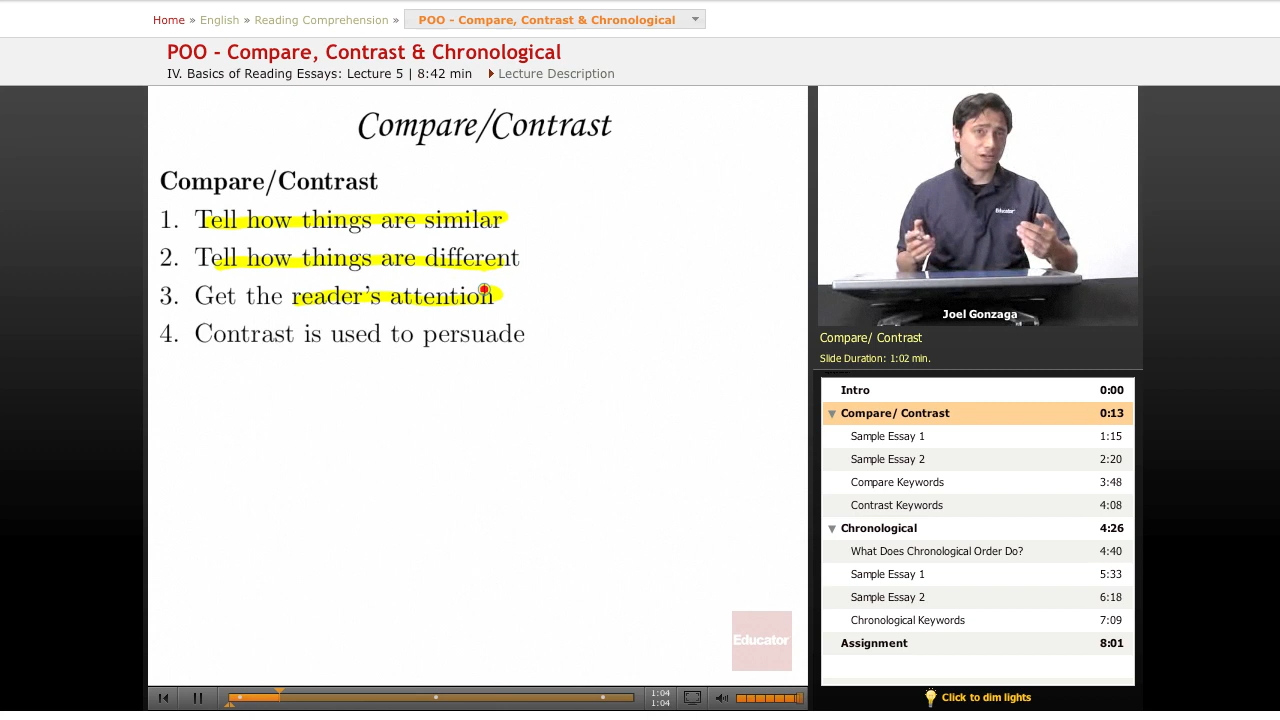 Home » English » Reading Comprehension » POO - Compare, Contrast & Chronological
POO - Compare, Contrast & Chronological
IV. Basics of Reading Essays: Lecture 5 | 8:42 min Lecture Description
Compare/Contrast
Compare/Contrast
1. Tell how things are similar
2. Tell how things are different
3. Get the reader's attention
4. Contrast is used to persuade
Educator
Educator
Joel Gonzaga
Compare/ Contrast
Slide Duration: 1:02 min.
Intro 0:00
Compare/ Contrast 0:13
Sample Essay 1 1:15
Sample Essay 2 2:20
Compare Keywords 3:48
Contrast Keywords 4:08
Chronological 4:26
What Does Chronological Order Do? 4:40
Sample Essay 1 5:33
Sample Essay 2 6:18
Chronological Keywords 7:09
Assignment 8:01
1:04
1:04
Click to dim lights